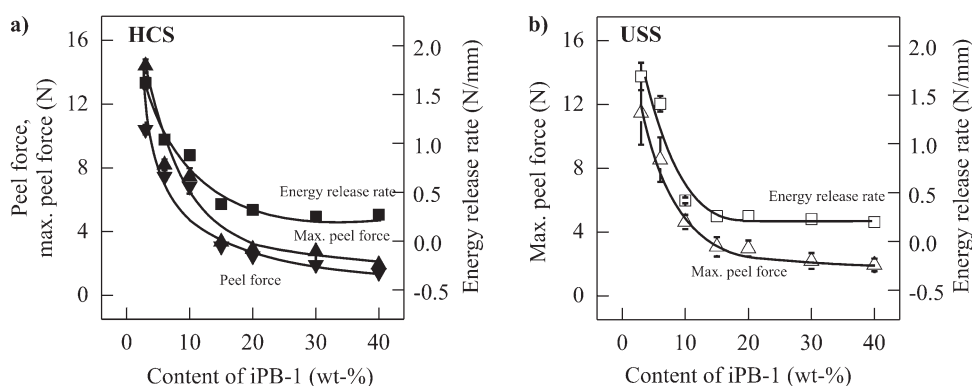 a)
HCS
16
12
8
4
0
Peel force,
max. peel force (N)
2.0
1.5
1.0
0.5
-0.0
-0.5
Energy release rate (N/mm)
Energy release rate
Max. peel force
Peel force
0 10 20 30 40
Content of iPB-1 (wt-%)
b)
USS
16
12
8
4
0
Max. peel force (N)
2.0
1.5
1.0
0.5
-0.0
-0.5
Energy release rate (N/mm)
Energy release rate
Max. peel force
0 10 20 30 40
Content of iPB-1 (wt-%)